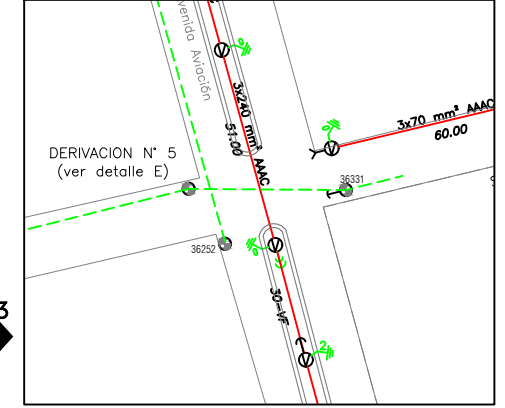 venida Aviación
3x240 mm² AAAC
51.00
3x70 mm² AAAC
60.00
DERIVACION N° 5
(ver detalle E)
36331
36252
3
30-VF
2